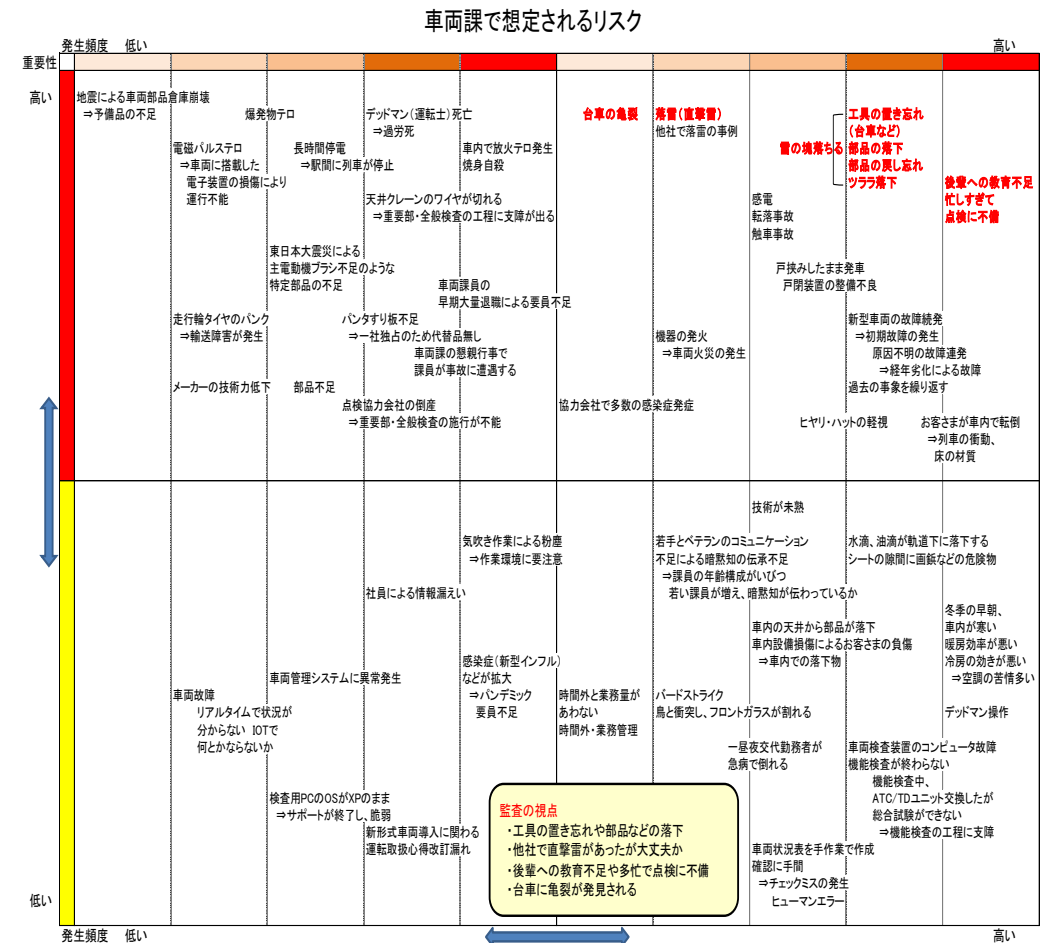 車両課で想定されるリスク
発生頻度 低い
高い
重要性
高い
地震による車両部品倉庫崩壊
⇒予備品の不足
爆発物テロ
デッドマン(運転士)死亡
⇒過労死
台車の亀裂
落雷(直撃雷)
他社で落雷の事例
工具の置き忘れ
(台車など)
雷の塊落ちる
部品の落下
部品の戻し忘れ
ツララ落下
電磁パルステロ
⇒車両に搭載した
電子装置の損傷により
運行不能
長時間停電
⇒駅間に列車が停止
車内で放火テロ発生
焼身自殺
後輩への教育不足
忙しすぎて
点検に不備
天井クレーンのワイヤが切れる
⇒重要部・全般検査の工程に支障が出る
感電
転落事故
触車事故
東日本大震災による
主電動機ブラシ不足のような
特定部品の不足
車両課員の
早期大量退職による要員不足
戸挟みしたまま発車
戸閉装置の整備不良
走行輪タイヤのパンク
⇒輸送障害が発生
パンタすり板不足
⇒一社独占のため代替品無し
車両課の懇親行事で
課員が事故に遭遇する
機器の発火
⇒車両火災の発生
新型車両の故障続発
⇒初期故障の発生
原因不明の故障連発
⇒経年劣化による故障
過去の事象を繰り返す
メーカーの技術力低下
部品不足
点検協力会社の倒産
⇒重要部・全般検査の施行が不能
協力会社で多数の感染症発症
ヒヤリ・ハットの軽視
お客さまが車内で転倒
⇒列車の衝動、
床の材質
技術が未熟
気吹き作業による粉塵
⇒作業環境に要注意
若手とベテランのコミュニケーション
不足による暗黙知の伝承不足
⇒課員の年齢構成がいびつ
若い課員が増え、暗黙知が伝わっているか
水滴、油滴が軌道下に落下する
シートの隙間に画鋲などの危険物
社員による情報漏えい
冬季の早朝、
車内が寒い
暖房効率が悪い
冷房の効きが悪い
⇒空調の苦情多い
車内の天井から部品が落下
車内設備損傷によるお客さまの負傷
⇒車内での落下物
車両管理システムに異常発生
感染症(新型インフル)
などが拡大
⇒パンデミック
要員不足
車両故障
リアルタイムで状況が
分からない IOTで
何とかならないか
時間外と業務量が
あわない
時間外・業務管理
バードストライク
鳥と衝突し、フロントガラスが割れる
デッドマン操作
一昼夜交代勤務者が
急病で倒れる
車両検査装置のコンピュータ故障
機能検査が終わらない
機能検査中、
ATC/TDユニット交換したが
総合試験ができない
⇒機能検査の工程に支障
検査用PCのOSがXPのまま
⇒サポートが終了し、脆弱
新形式車両導入に関わる
運転取扱心得改訂漏れ
監査の視点
・工具の置き忘れや部品などの落下
・他社で直撃雷があったが大丈夫か
・後輩への教育不足や多忙で点検に不備
・台車に亀裂が発見される
車両状況表を手作業で作成
確認に手間
⇒チェックミスの発生
ヒューマンエラー
低い
発生頻度 低い
高い